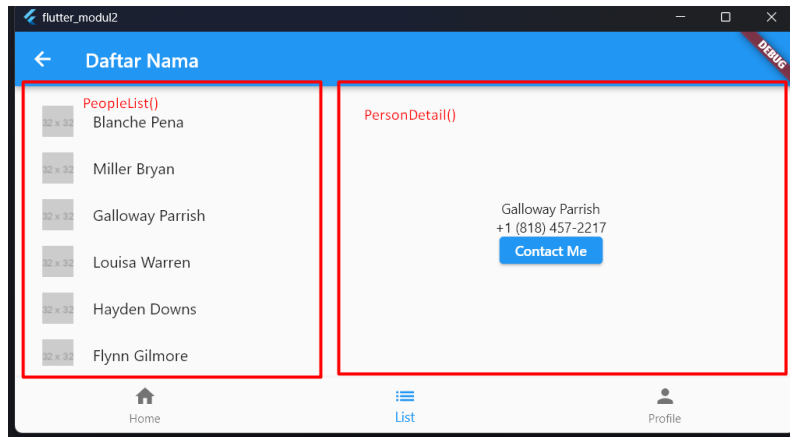 flutter_modul2
DEBUG
Daftar Nama
PeopleList()
32 x 32 Blanche Pena
32 x 32 Miller Bryan
32 x 32 Galloway Parrish
32 x 32 Louisa Warren
32 x 32 Hayden Downs
32 x 32 Flynn Gilmore
PersonDetail()
Galloway Parrish
+1 (818) 457-2217
Contact Me
Home List Profile